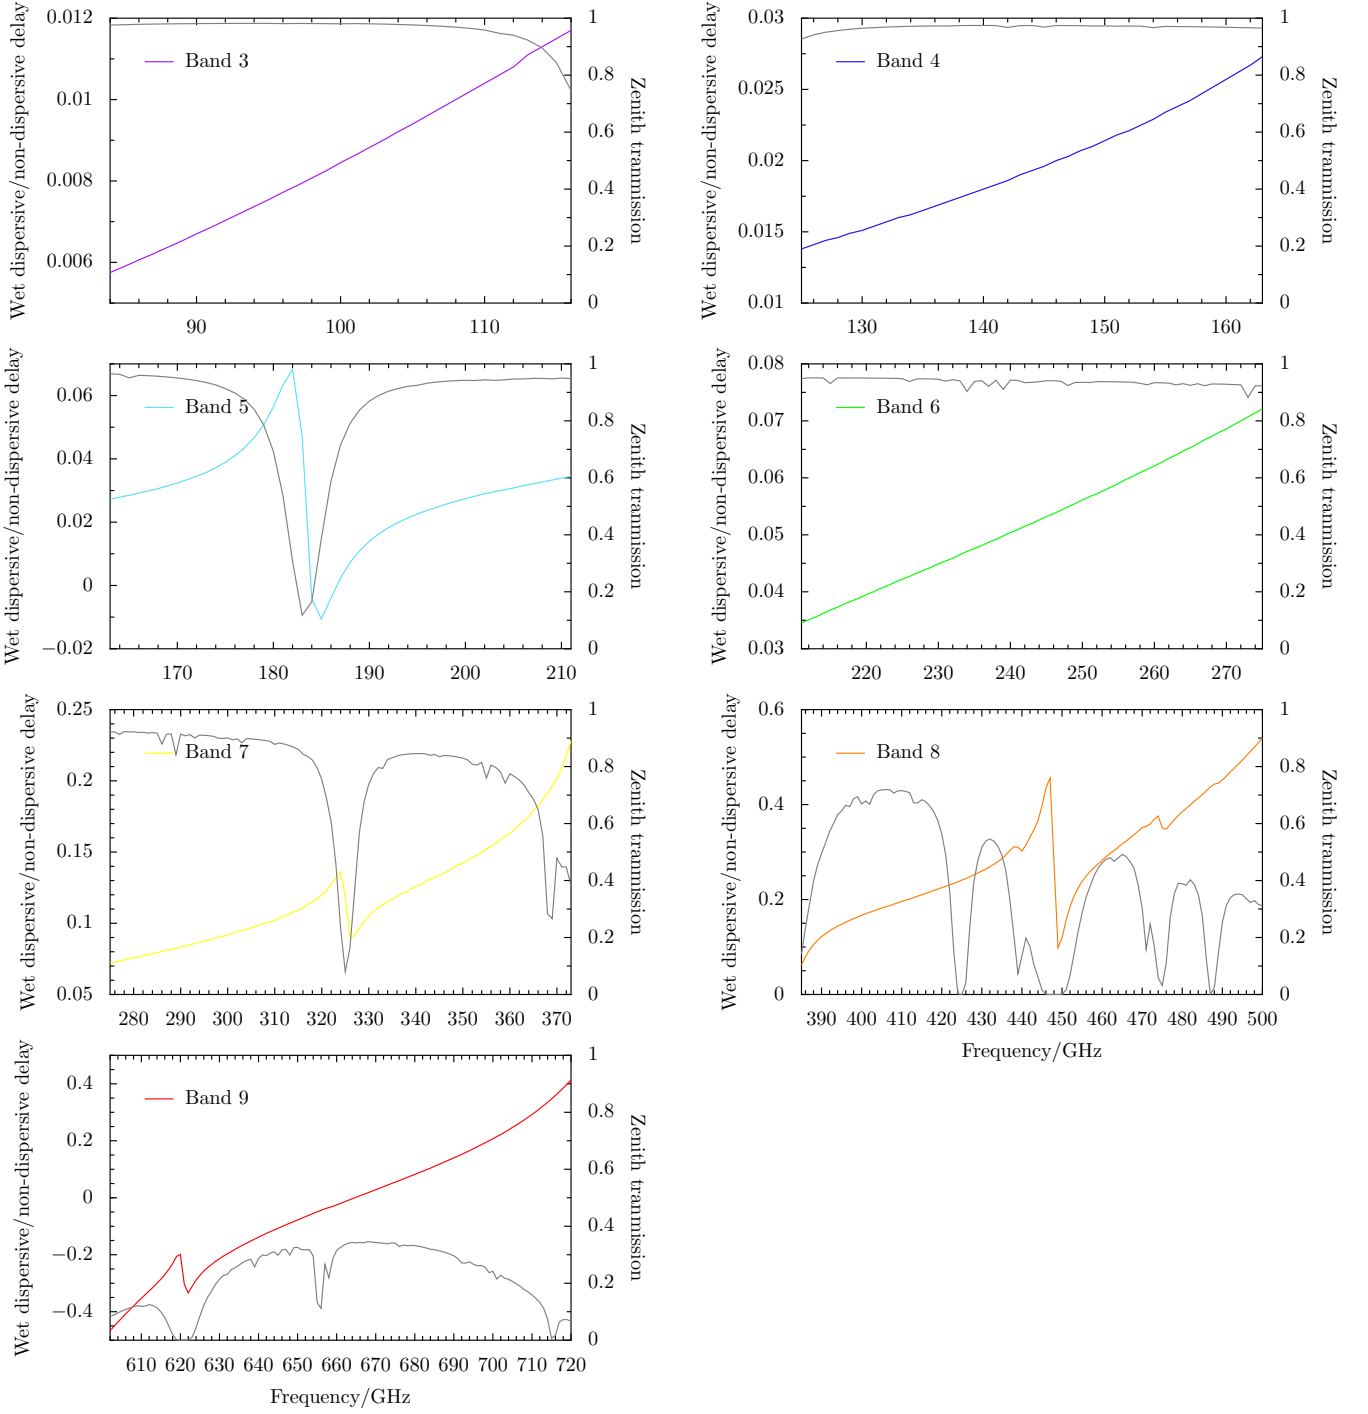 Wet dispersive/non-dispersive delay
0.012
0.01
0.008
0.006
Band 3
1
0.8
0.6
0.4
0.2
0
Zenith tranmission
90 100 110
Wet dispersive/non-dispersive delay
0.03
0.025
0.02
0.015
0.01
Band 4
1
0.8
0.6
0.4
0.2
0
Zenith tranmission
130 140 150 160
Wet dispersive/non-dispersive delay
0.06
0.04
0.02
0
−0.02
Band 5
1
0.8
0.6
0.4
0.2
0
Zenith tranmission
170 180 190 200 210
Wet dispersive/non-dispersive delay
0.08
0.07
0.06
0.05
0.04
0.03
Band 6
1
0.8
0.6
0.4
0.2
0
Zenith tranmission
220 230 240 250 260 270
Wet dispersive/non-dispersive delay
0.25
0.2
0.15
0.1
0.05
Band 7
1
0.8
0.6
0.4
0.2
0
Zenith tranmission
280 290 300 310 320 330 340 350 360 370
Wet dispersive/non-dispersive delay
0.6
0.4
0.2
0
Band 8
1
0.8
0.6
0.4
0.2
0
Zenith tranmission
390 400 410 420 430 440 450 460 470 480 490 500
Frequency/GHz
Wet dispersive/non-dispersive delay
0.4
0.2
0
−0.2
−0.4
Band 9
1
0.8
0.6
0.4
0.2
0
Zenith tranmission
610 620 630 640 650 660 670 680 690 700 710 720
Frequency/GHz